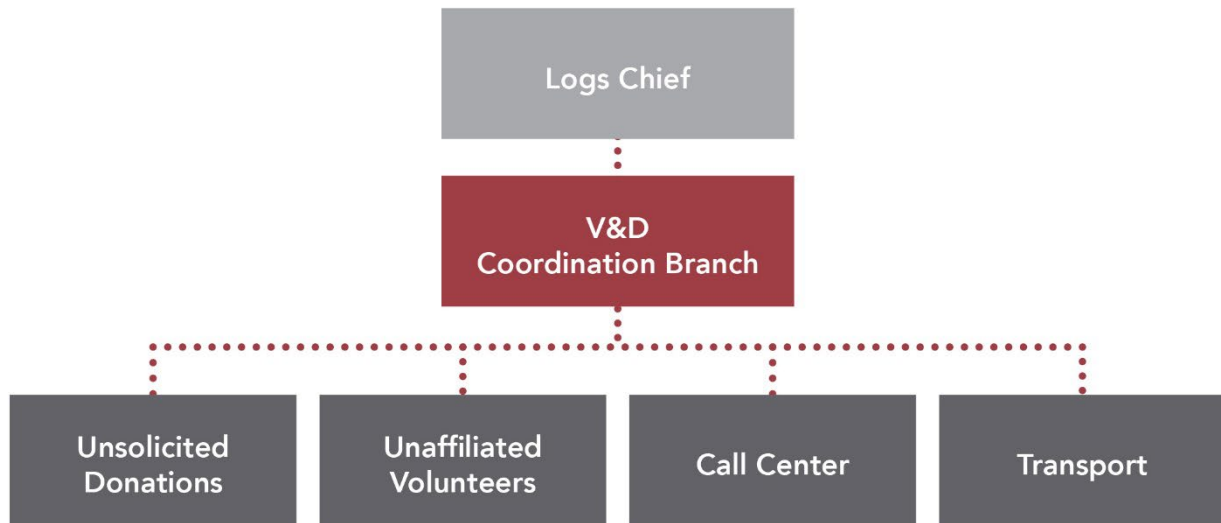 Logs Chief
V&D
Coordination Branch
Unsolicited
Donations
Unaffiliated
Volunteers
Call Center
Transport